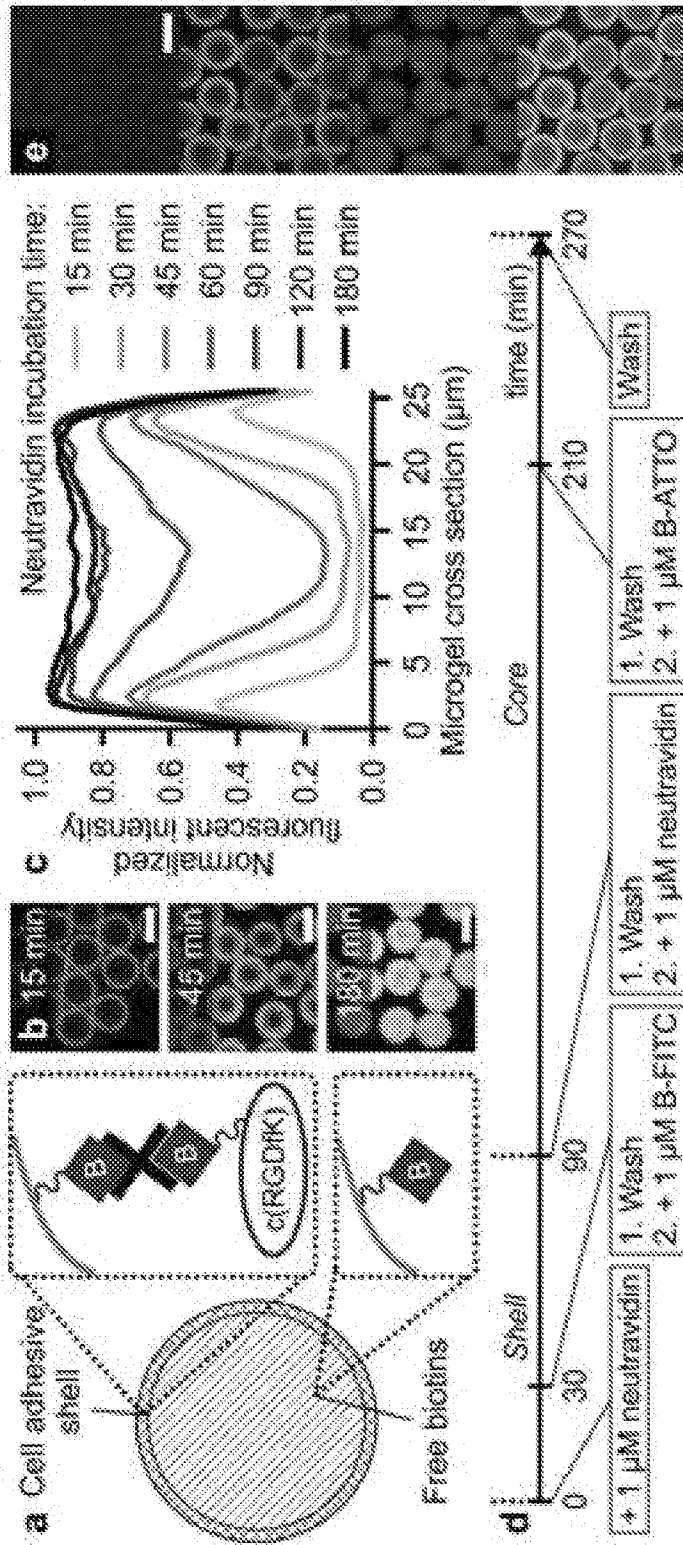 a Cell adhesive
shell
B
B
c(RGDfK)
B
Free biotins
b 15 min
45 min
180 min
c
Normalized
fluorescent intensity
1.0
0.8
0.6
0.4
0.2
0.0
0 5 10 15 20 25
Microgel cross section (µm)
Neutravidin incubation time:
15 min
30 min
45 min
60 min
90 min
120 min
180 min
d
Shell
Core
time (min)
0 30 90 210 270
+ 1 µM neutravidin
1. Wash
2. + 1 µM B-FITC
1. Wash
2. + 1 µM neutravidin
1. Wash
2. + 1 µM B-ATTO
Wash
e